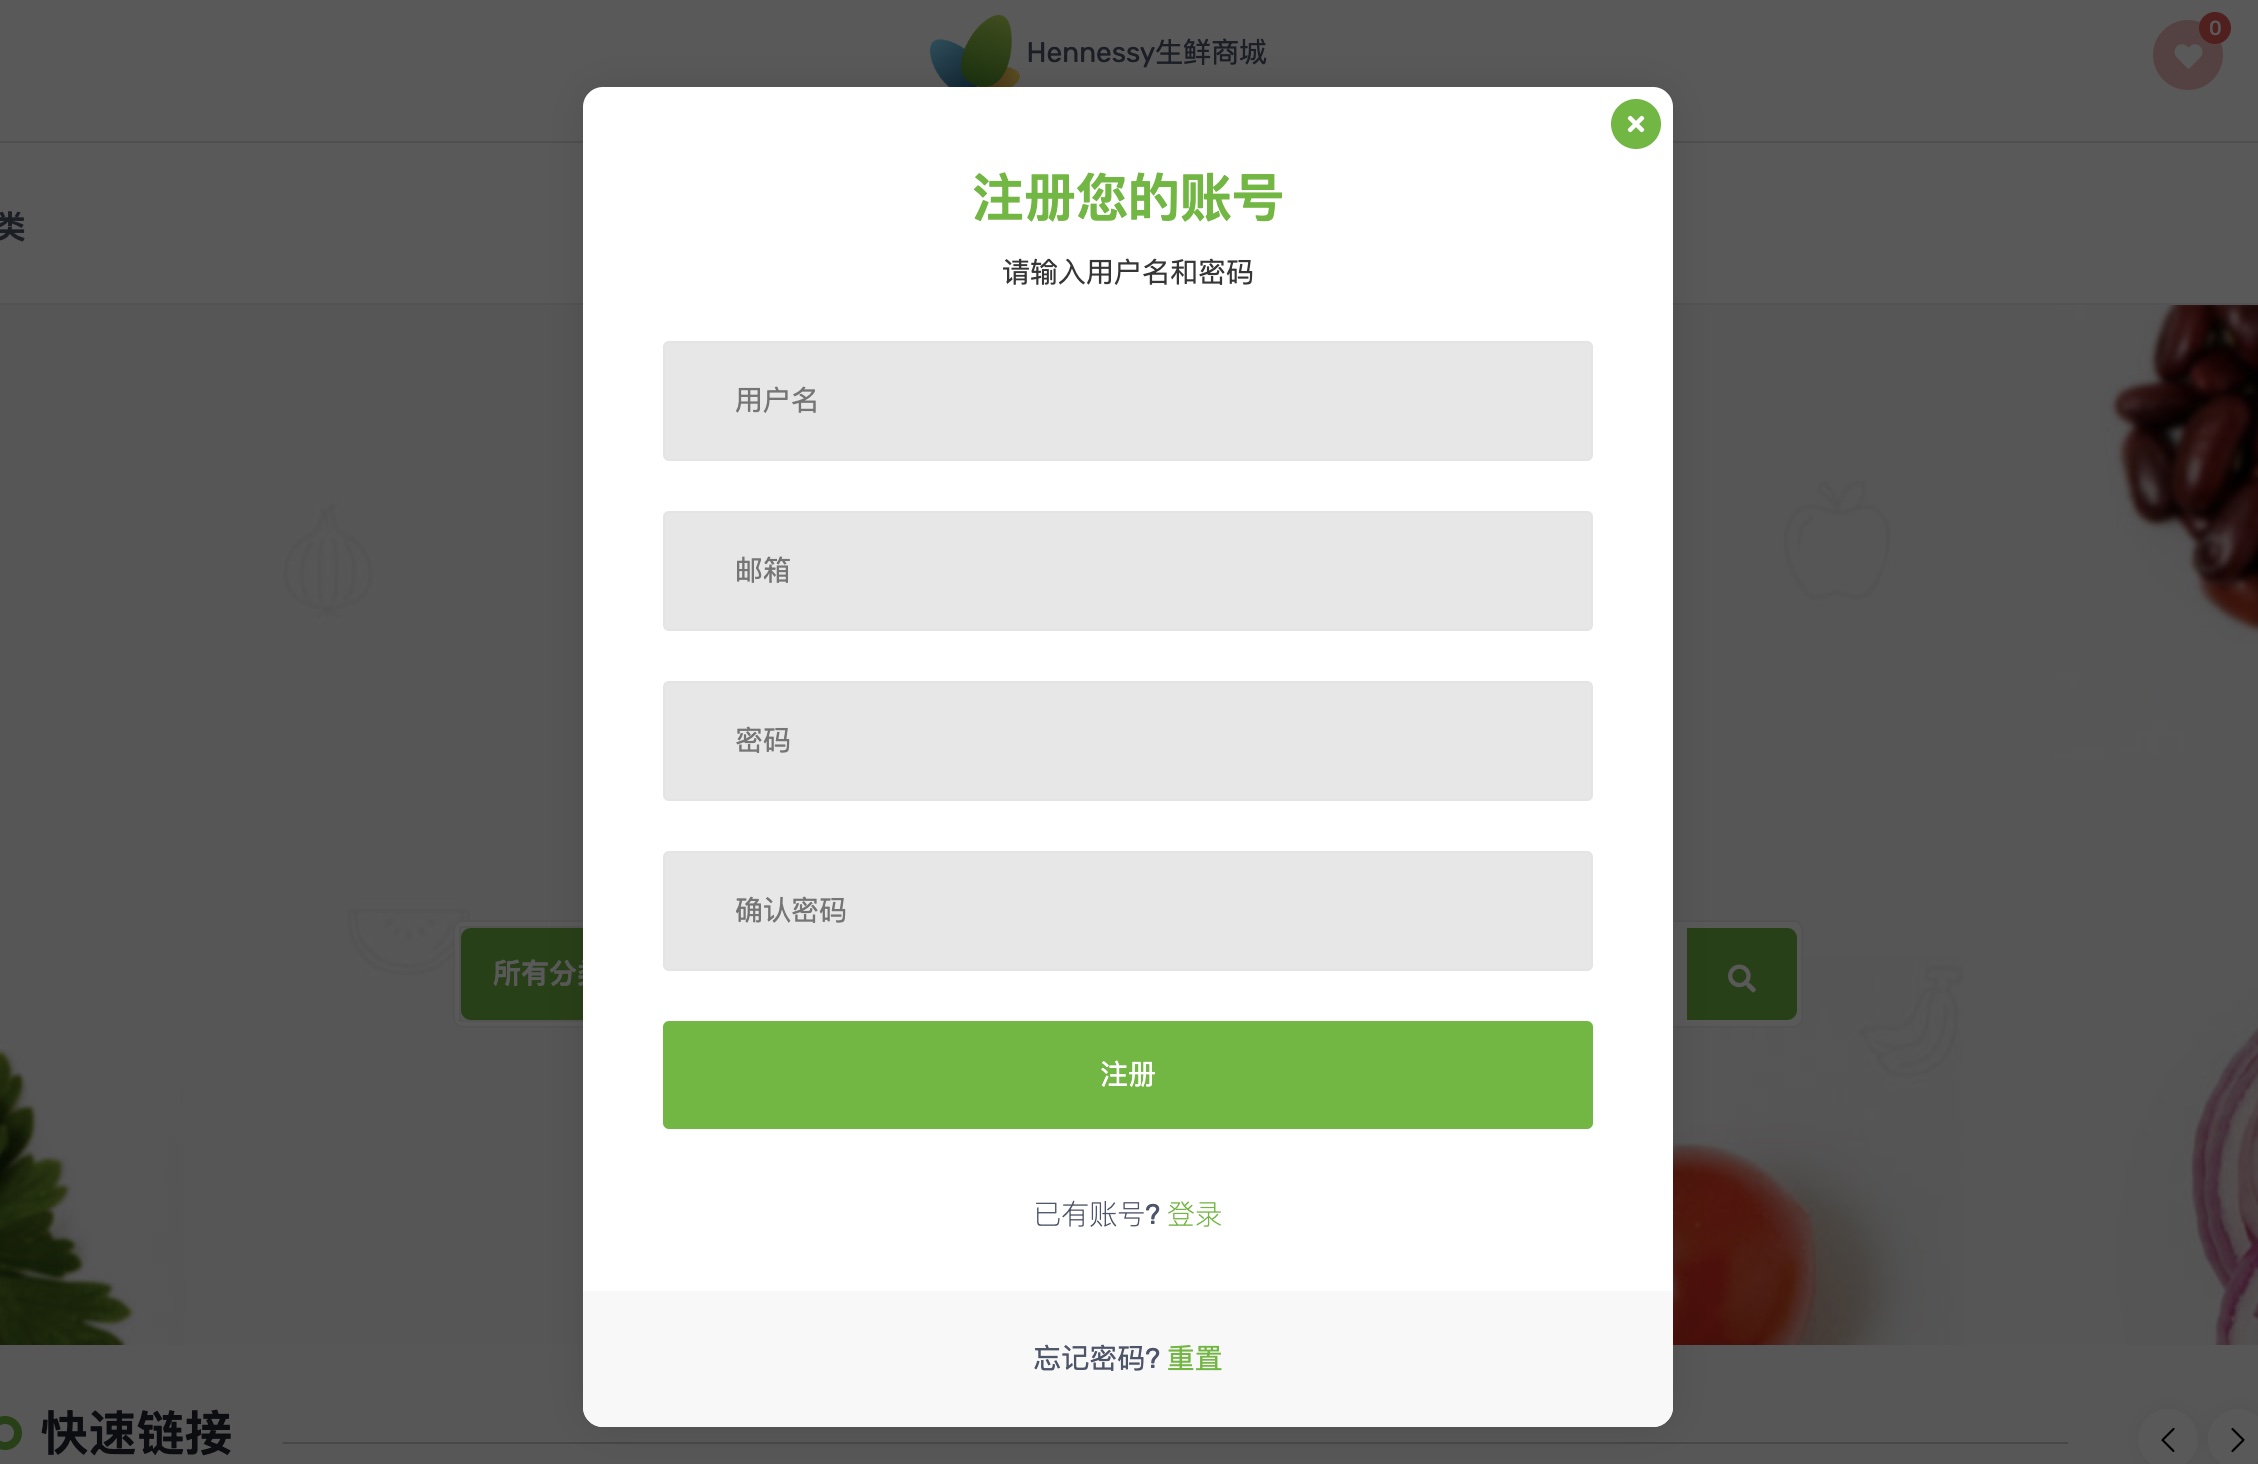 Hennessy生鲜商城
0
类
注册您的账号
请输入用户名和密码
用户名
邮箱
密码
确认密码
所有分
注册
已有账号? 登录
忘记密码? 重置
快速链接